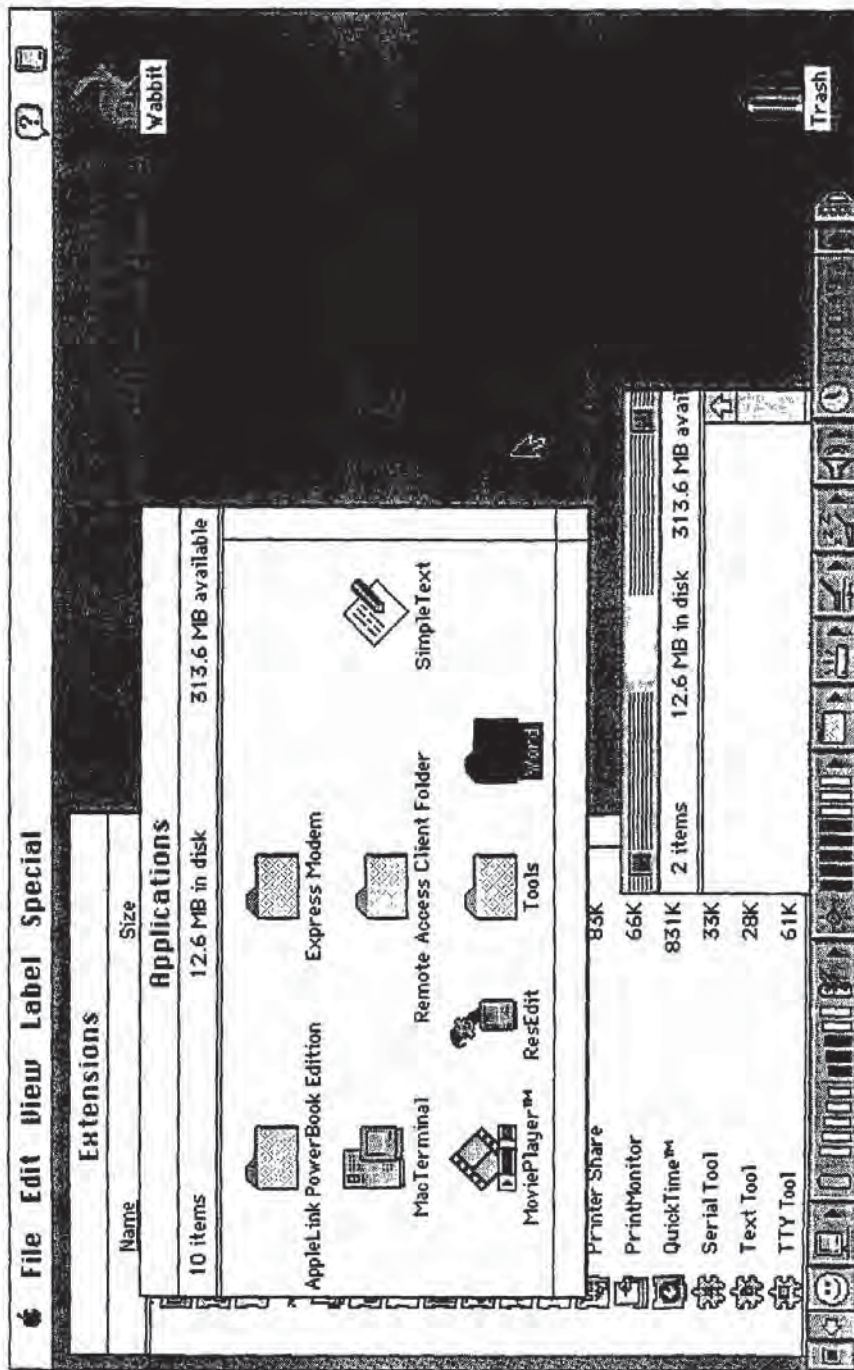 File Edit View Label Special
?
Extensions
Name Size
Applications
10 items 12.6 MB in disk 313.6 MB available
AppleLink PowerBook Edition
Express Modem
MacTerminal
Remote Access Client Folder
SimpleText
MoviePlayer™
ResEdit
Tools
Word
Printer Share 83K
PrintMonitor 66K
QuickTime™ 831K
Serial Tool 33K
Text Tool 28K
TTY Tool 61K
2 items 12.6 MB in disk 313.6 MB avail
Wabbit
Trash
zz